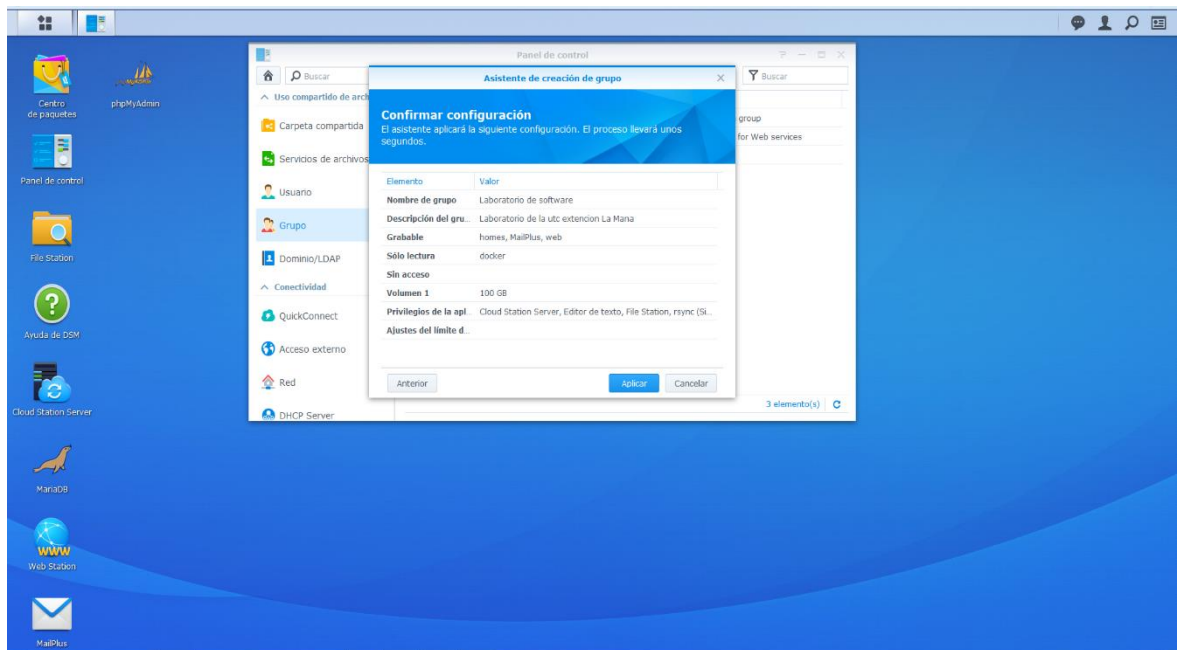 Panel de control
Buscar
Asistente de creación de grupo
Buscar
Centro
de paquetes
phpMyAdmin
Uso compartido de arch
Confirmar configuración
El asistente aplicará la siguiente configuración. El proceso llevará unos
segundos.
Carpeta compartida
group
Servicios de archivos
for Web services
Panel de control
Usuario
Elemento Valor
Nombre de grupo Laboratorio de software
Descripción del gru... Laboratorio de la utc extencion La Mana
Grupo
Grabable homes, MailPlus, web
File Station
Dominio/LDAP
Sólo lectura docker
Sin acceso
Conectividad
Volumen 1 100 GB
QuickConnect
Privilegios de la apl... Cloud Station Server, Editor de texto, File Station, rsync (Si...
Ajustes del límite d...
Ayuda de DSM
Acceso externo
Red
Anterior Aplicar Cancelar
3 elemento(s)
Cloud Station Server
DHCP Server
MariaDB
WWW
Web Station
MailPlus